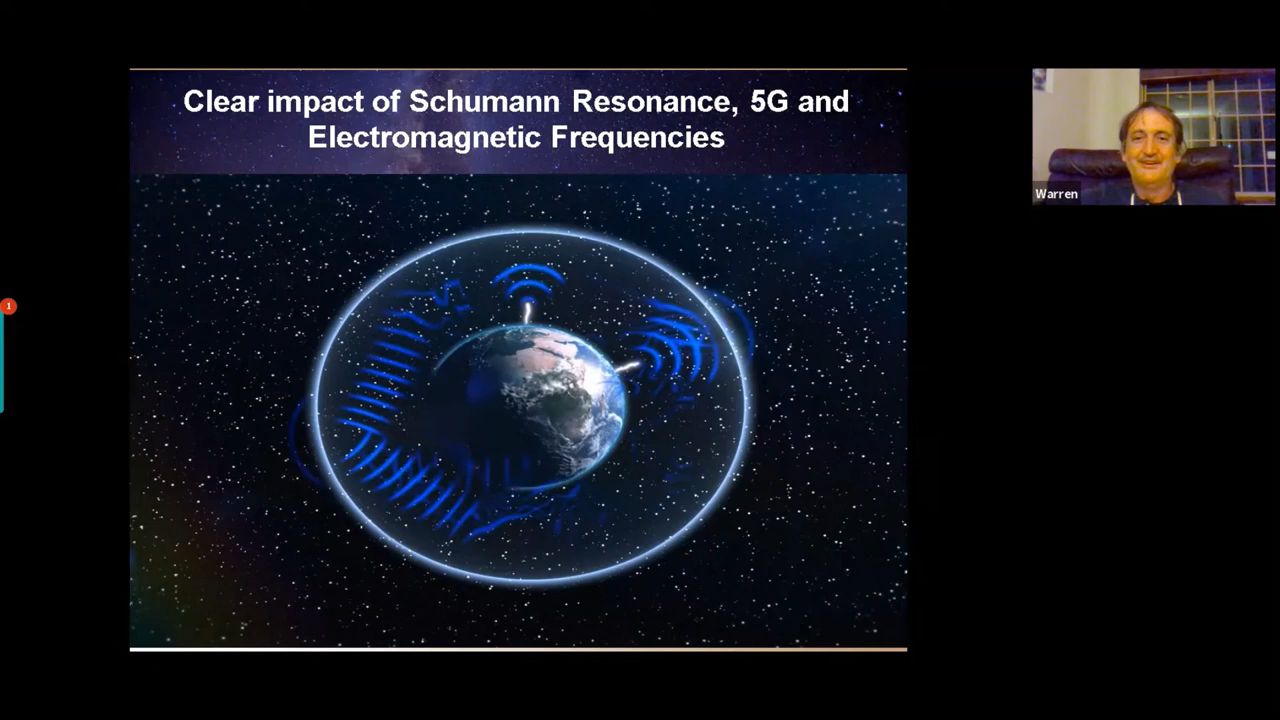 Clear impact of Schumann Resonance, 5G and
Electromagnetic Frequencies
Warren
1